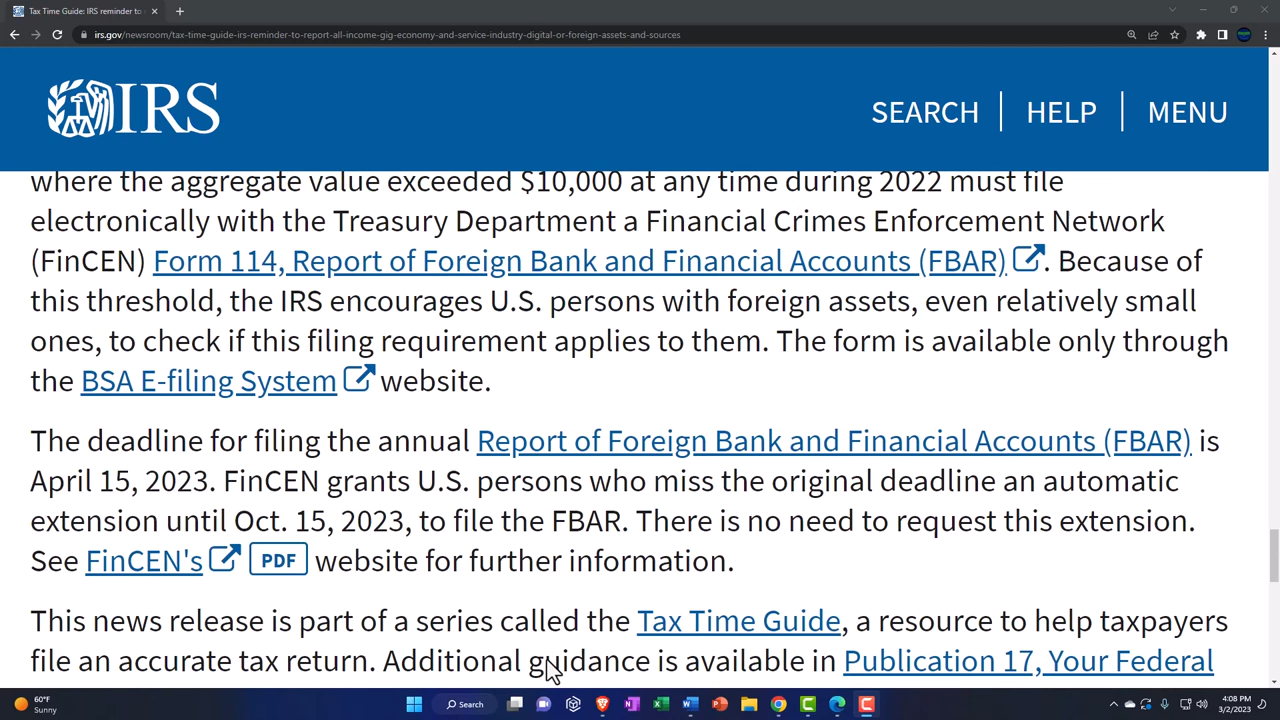 Tax Time Guide: IRS reminder to
irs.gov/newsroom/tax-time-guide-irs-reminder-to-report-all-income-gig-economy-and-service-industry-digital-or-foreign-assets-and-sources
IRS
SEARCH
HELP
MENU
where the aggregate value exceeded $10,000 at any time during 2022 must file
electronically with the Treasury Department a Financial Crimes Enforcement Network
(FinCEN) Form 114, Report of Foreign Bank and Financial Accounts (FBAR). Because of
this threshold, the IRS encourages U.S. persons with foreign assets, even relatively small
ones, to check if this filing requirement applies to them. The form is available only through
the BSA E-filing System website.
The deadline for filing the annual Report of Foreign Bank and Financial Accounts (FBAR) is
April 15, 2023. FinCEN grants U.S. persons who miss the original deadline an automatic
extension until Oct. 15, 2023, to file the FBAR. There is no need to request this extension.
See FinCEN's PDF website for further information.
This news release is part of a series called the Tax Time Guide, a resource to help taxpayers
file an accurate tax return. Additional guidance is available in Publication 17, Your Federal
60°F
Sunny
Search
4:08 PM
3/2/2023